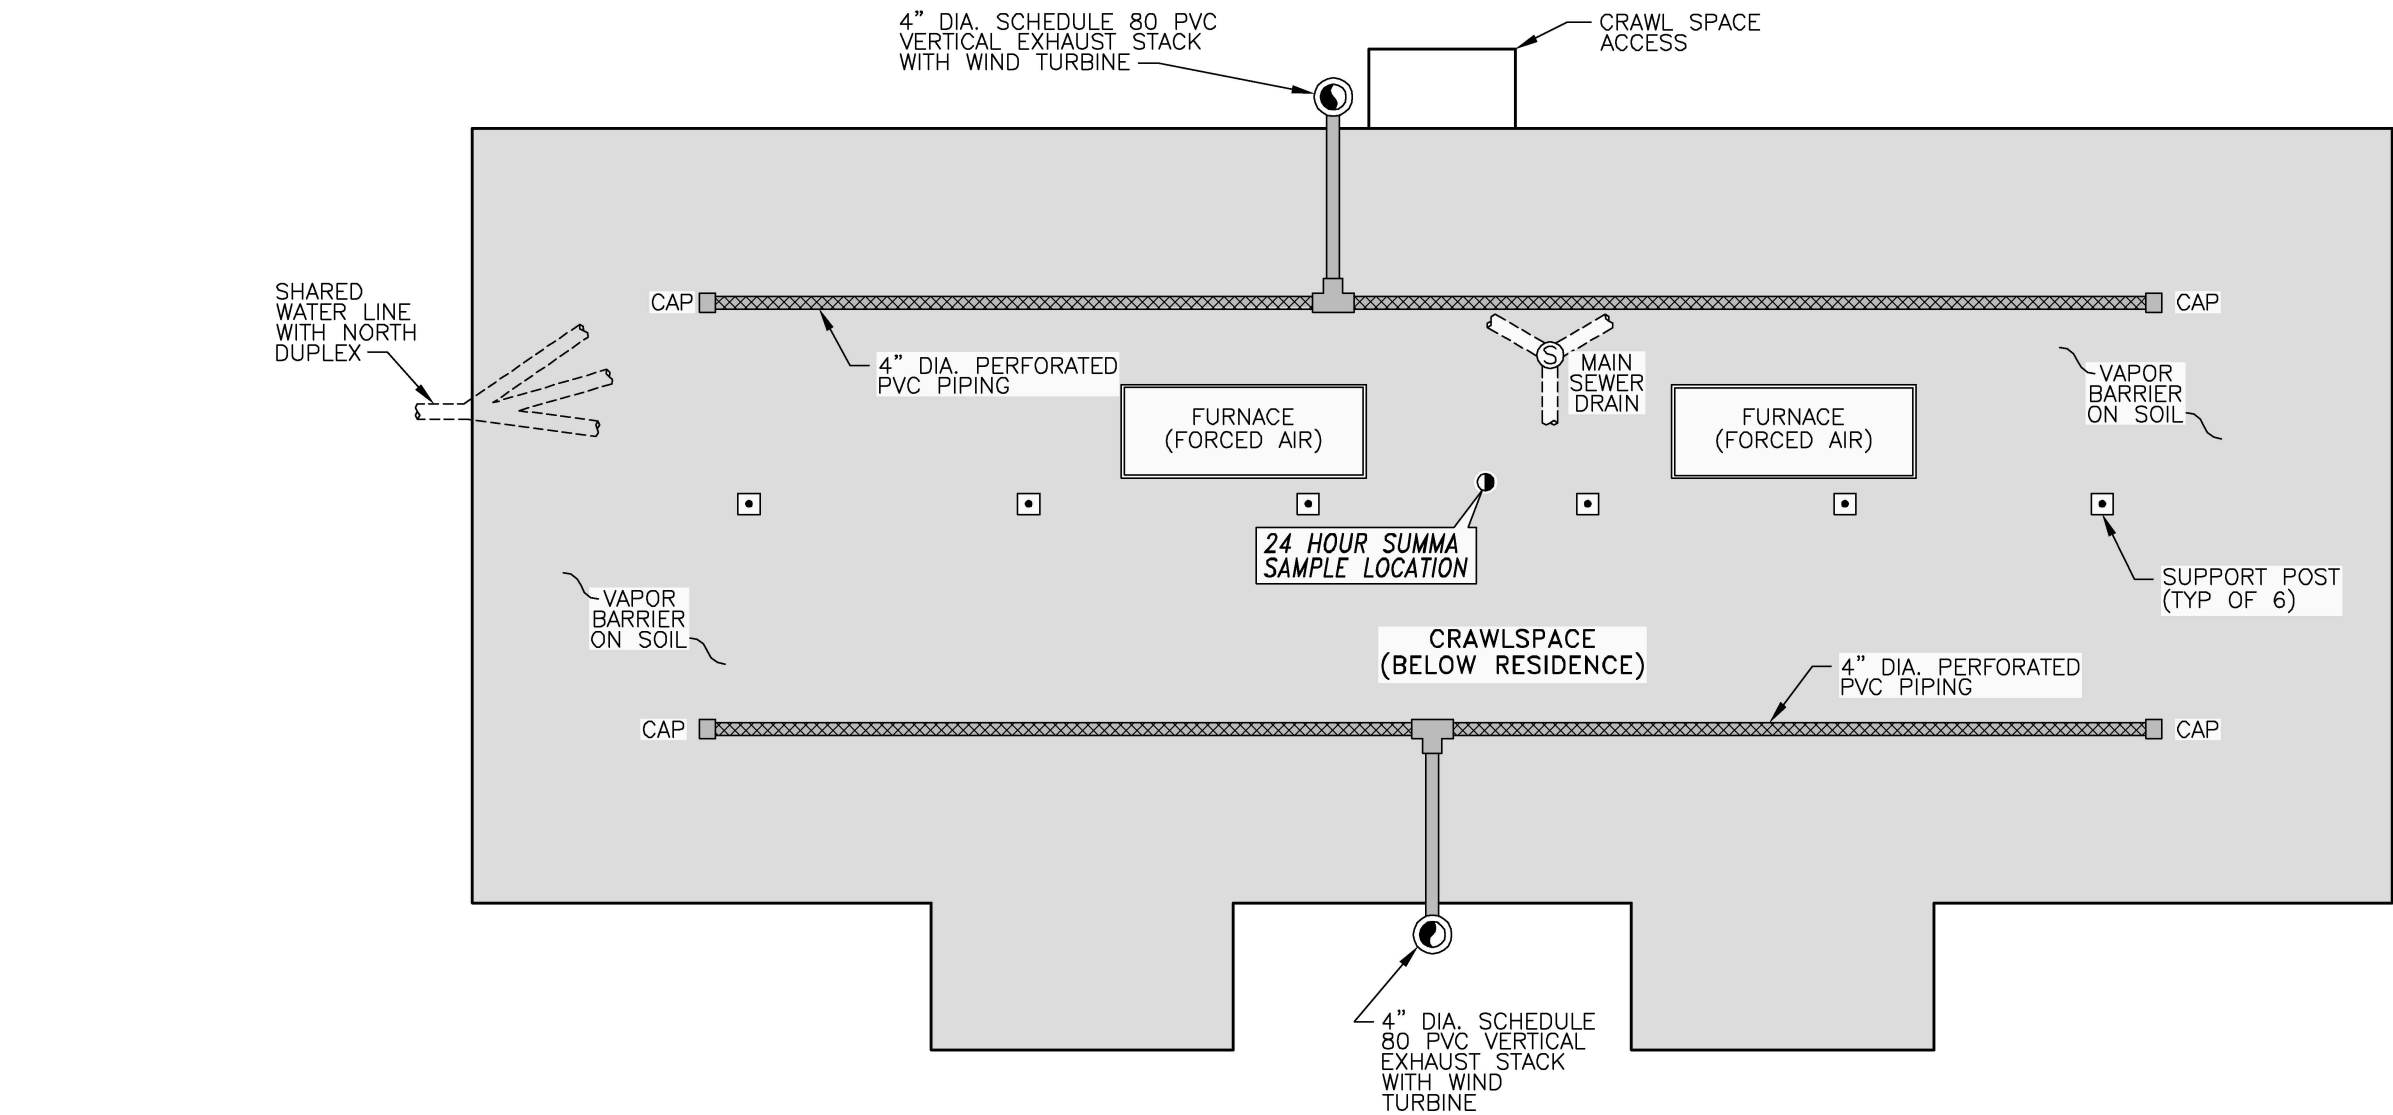 4” DIA. SCHEDULE 80 PVC
VERTICAL EXHAUST STACK
WITH WIND TURBINE
CRAWL SPACE
ACCESS
SHARED
WATER LINE
WITH NORTH
DUPLEX
CAP
CAP
4” DIA. PERFORATED
PVC PIPING
S
MAIN
SEWER
DRAIN
VAPOR
BARRIER
ON SOIL
FURNACE
(FORCED AIR)
FURNACE
(FORCED AIR)
24 HOUR SUMMA
SAMPLE LOCATION
SUPPORT POST
(TYP OF 6)
VAPOR
BARRIER
ON SOIL
CRAWLSPACE
(BELOW RESIDENCE)
4” DIA. PERFORATED
PVC PIPING
CAP
CAP
4” DIA. SCHEDULE
80 PVC VERTICAL
EXHAUST STACK
WITH WIND
TURBINE